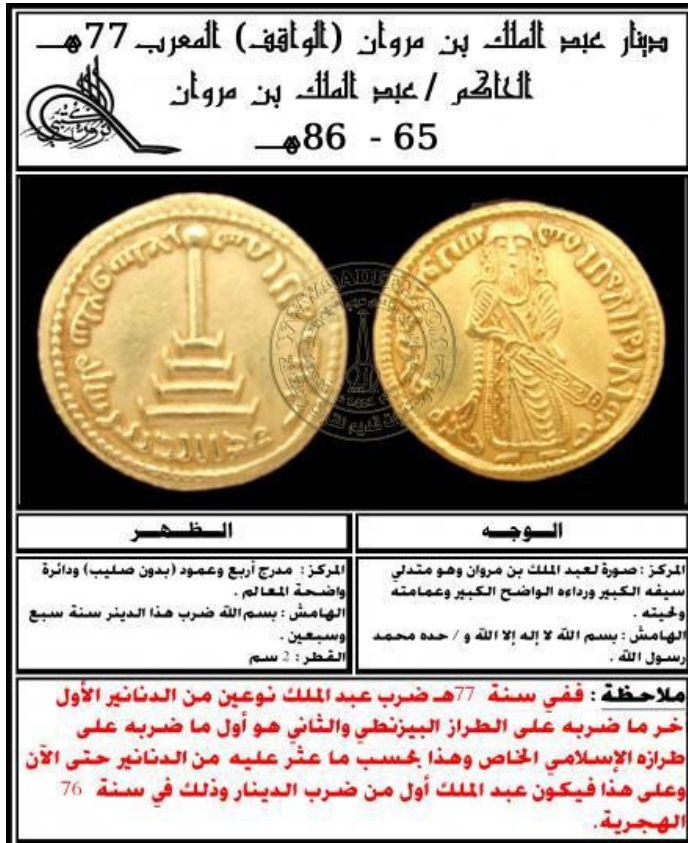 دينار عبد الملك بن مروان (الواقف) المعرب 77هـ
الحاكم / عبد الملك بن مروان
65 - 86هـ
الوجه
المركز : صورة لعبد الملك بن مروان وهو متدلي
سيفه الكبير ورداءه الواضح الكبير وعمامته
ولحيته .
الهامش : بسم الله لا إله إلا الله و / حده محمد
رسول الله .
الظهر
المركز : مدرج أربع وعمود (بدون صليب) ودائرة
واضحة المعالم .
الهامش : بسم الله ضرب هذا الدينر سنة سبع
وسبعين .
القطر : 2 سم
ملاحظة : ففي سنة 77هـ ضرب عبد الملك نوعين من الدنانير الأول
أخر ما ضربه على الطراز البيزنطي والثاني هو أول ما ضربه على
طرازه الإسلامي الخاص وهذا بحسب ما عثر عليه من الدنانير حتى الآن
وعلى هذا فيكون عبد الملك أول من ضرب الدينار وذلك في سنة 76
الهجرية.